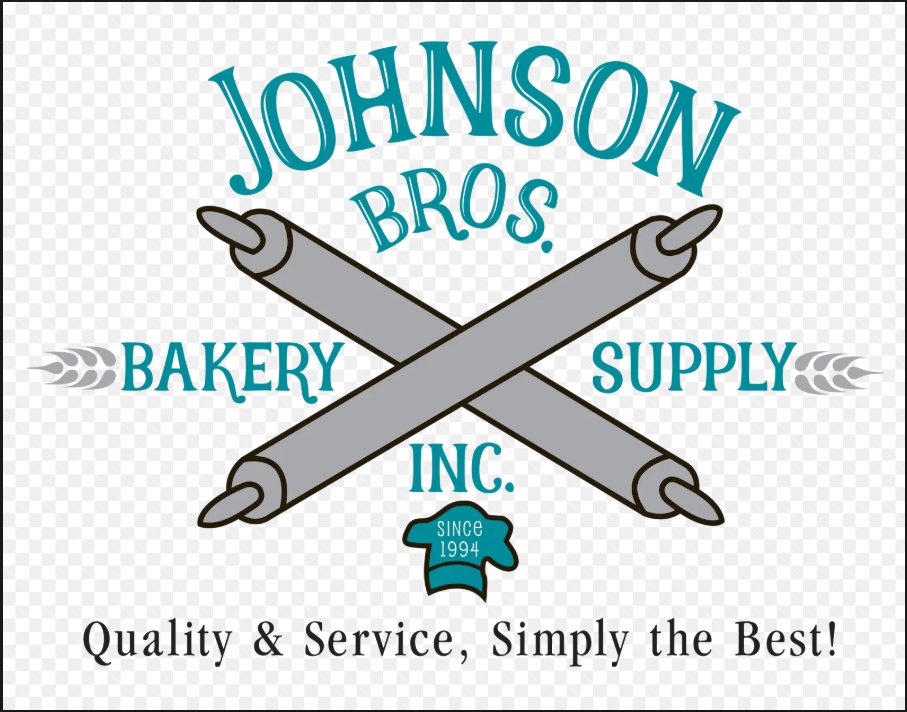 JOHNSON
BROS.
BAKERY SUPPLY
INC.
SINCE
1994
Quality & Service, Simply the Best!